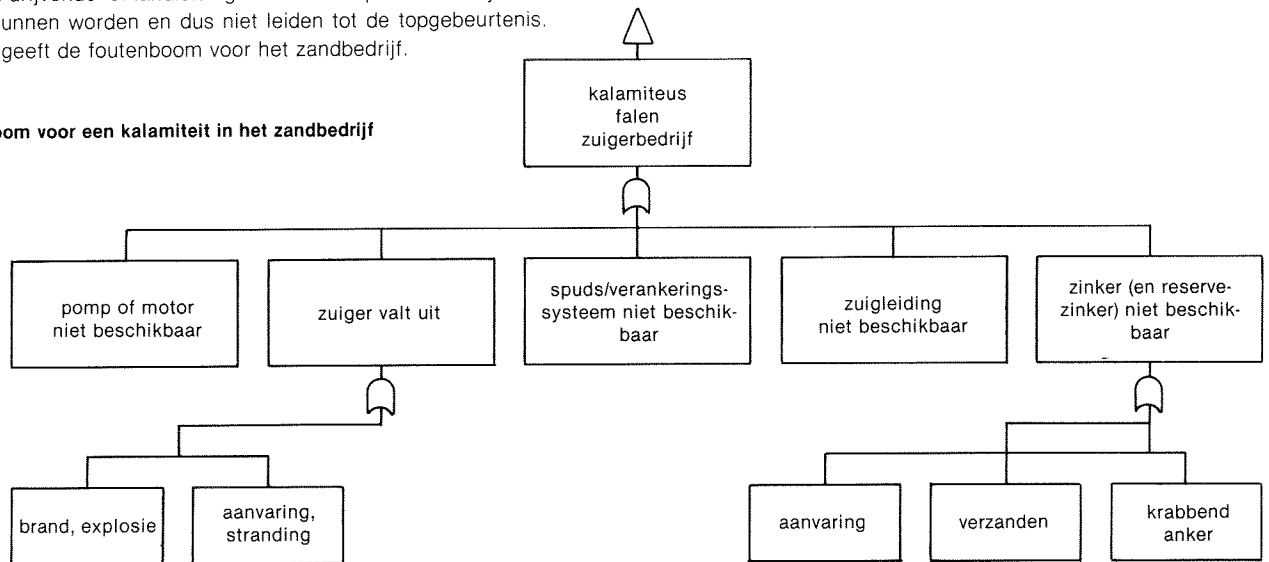 kunnen worden en dus niet leiden tot de topgebeurtenis.
geeft de foutenboom voor het zandbedrijf.
voor een kalamiteit in het zandbedrijf
kalamiteus
falen
zuigerbedrijf
pomp of motor
niet beschikbaar
zuiger valt uit
spuds/verankerings-
systeem niet beschik-
baar
zuigleiding
niet beschikbaar
zinker (en reserve-
zinker) niet beschik-
baar
brand, explosie
aanvaring,
stranding
aanvaring
verzanden
krabbend
anker